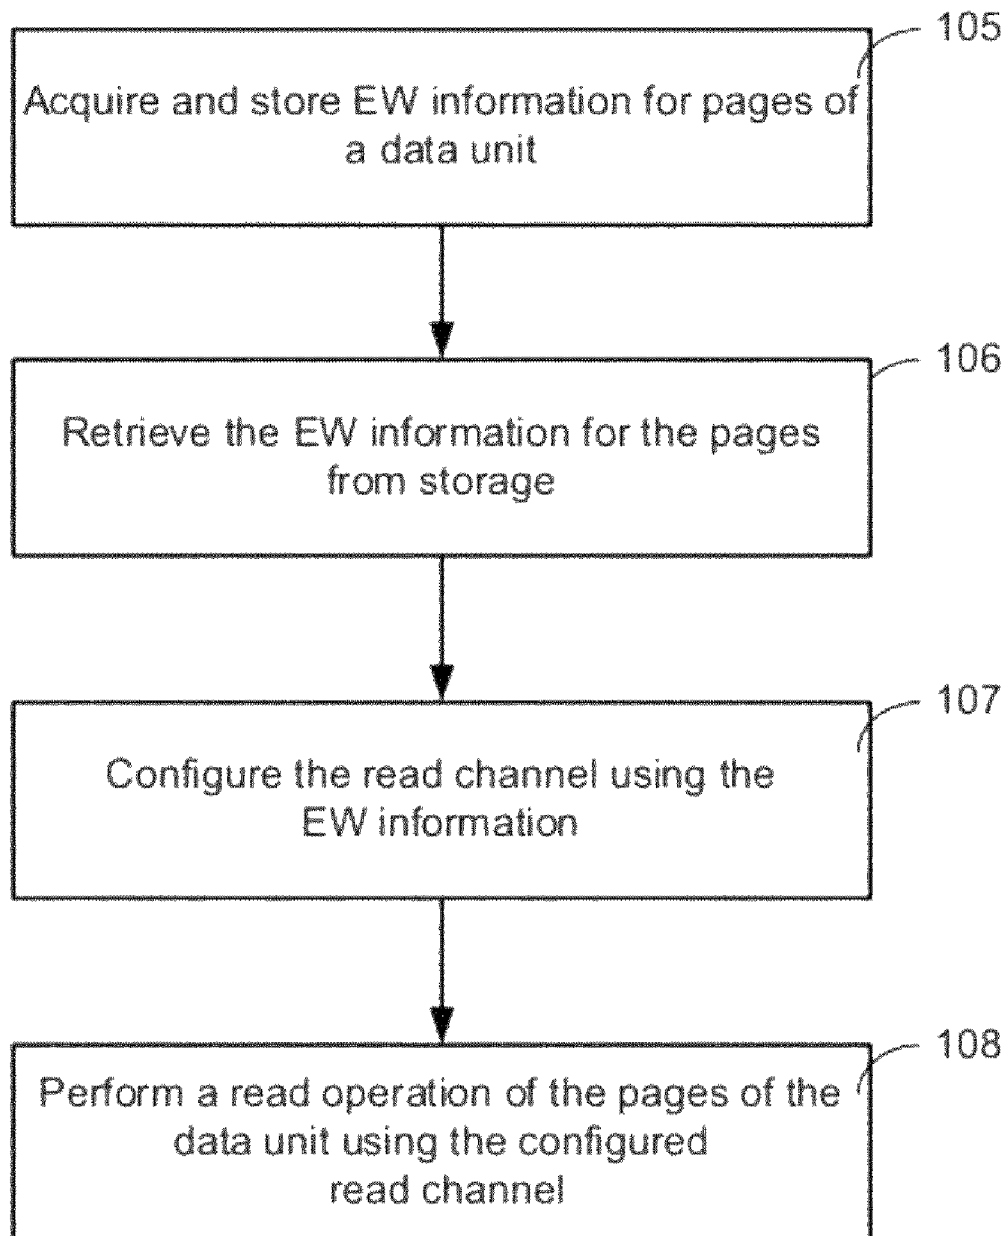 105
Acquire and store EW information for pages of
a data unit
106
Retrieve the EW information for the pages
from storage
107
Configure the read channel using the
EW information
108
Perform a read operation of the pages of the
data unit using the configured
read channel